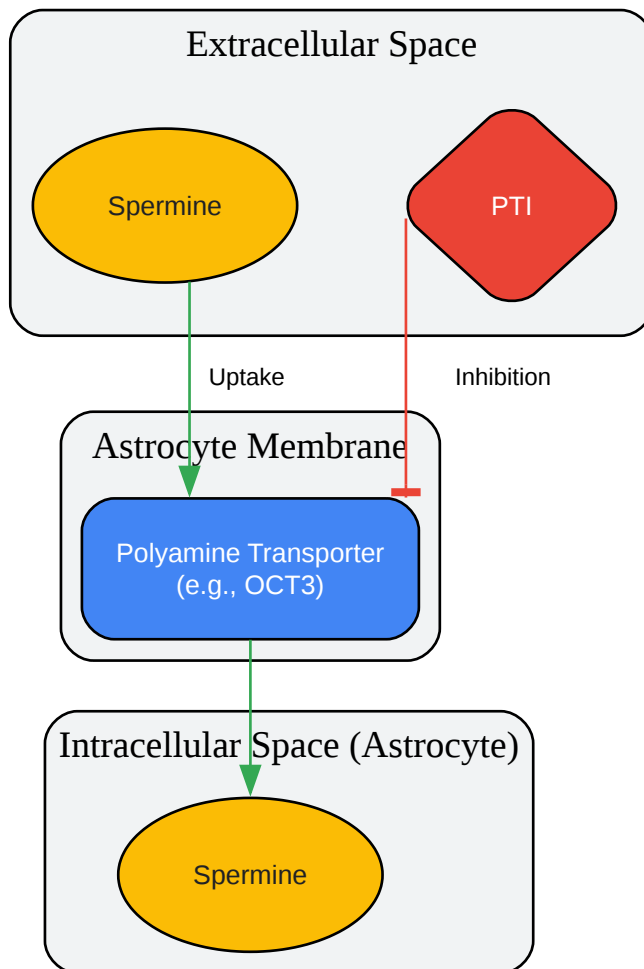 Extracellular Space
Spermine
PTI
Uptake
Inhibition
Astrocyte Membrane
Polyamine Transporter
(e.g., OCT3)
Intracellular Space (Astrocyte)
Spermine